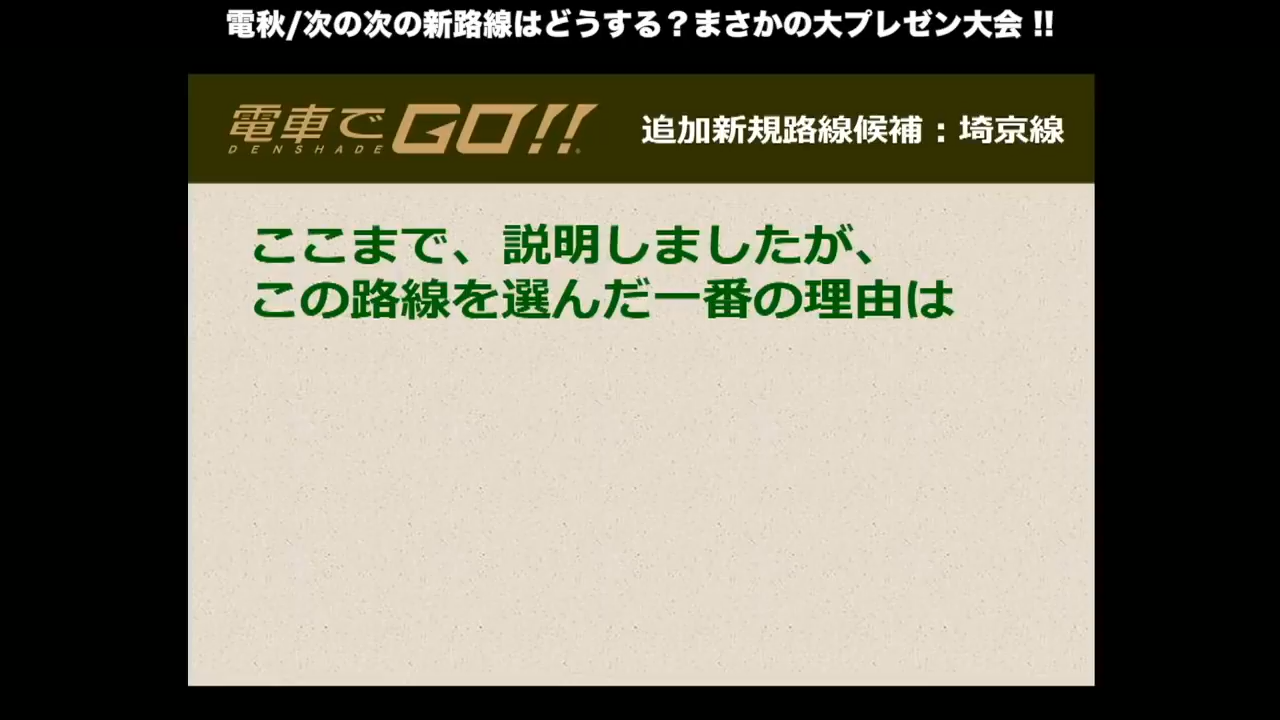 電秋/次の次の新路線はどうする？まさかの大プレゼン大会 !!
電車でGO!!
DENSHADE
追加新規路線候補：埼京線
ここまで、説明しましたが、
この路線を選んだ一番の理由は